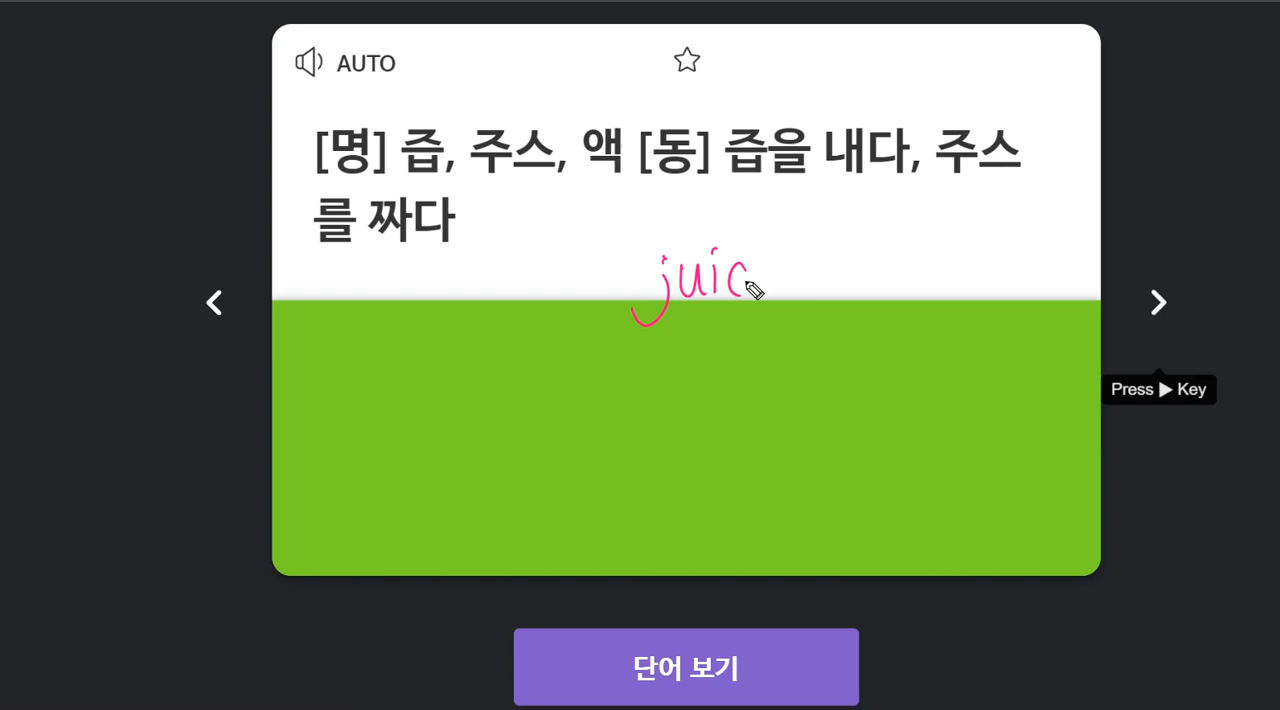 AUTO
[명] 즙, 주스, 액 [동] 즙을 내다, 주스
를 짜다
juic
Press ▶ Key
단어 보기